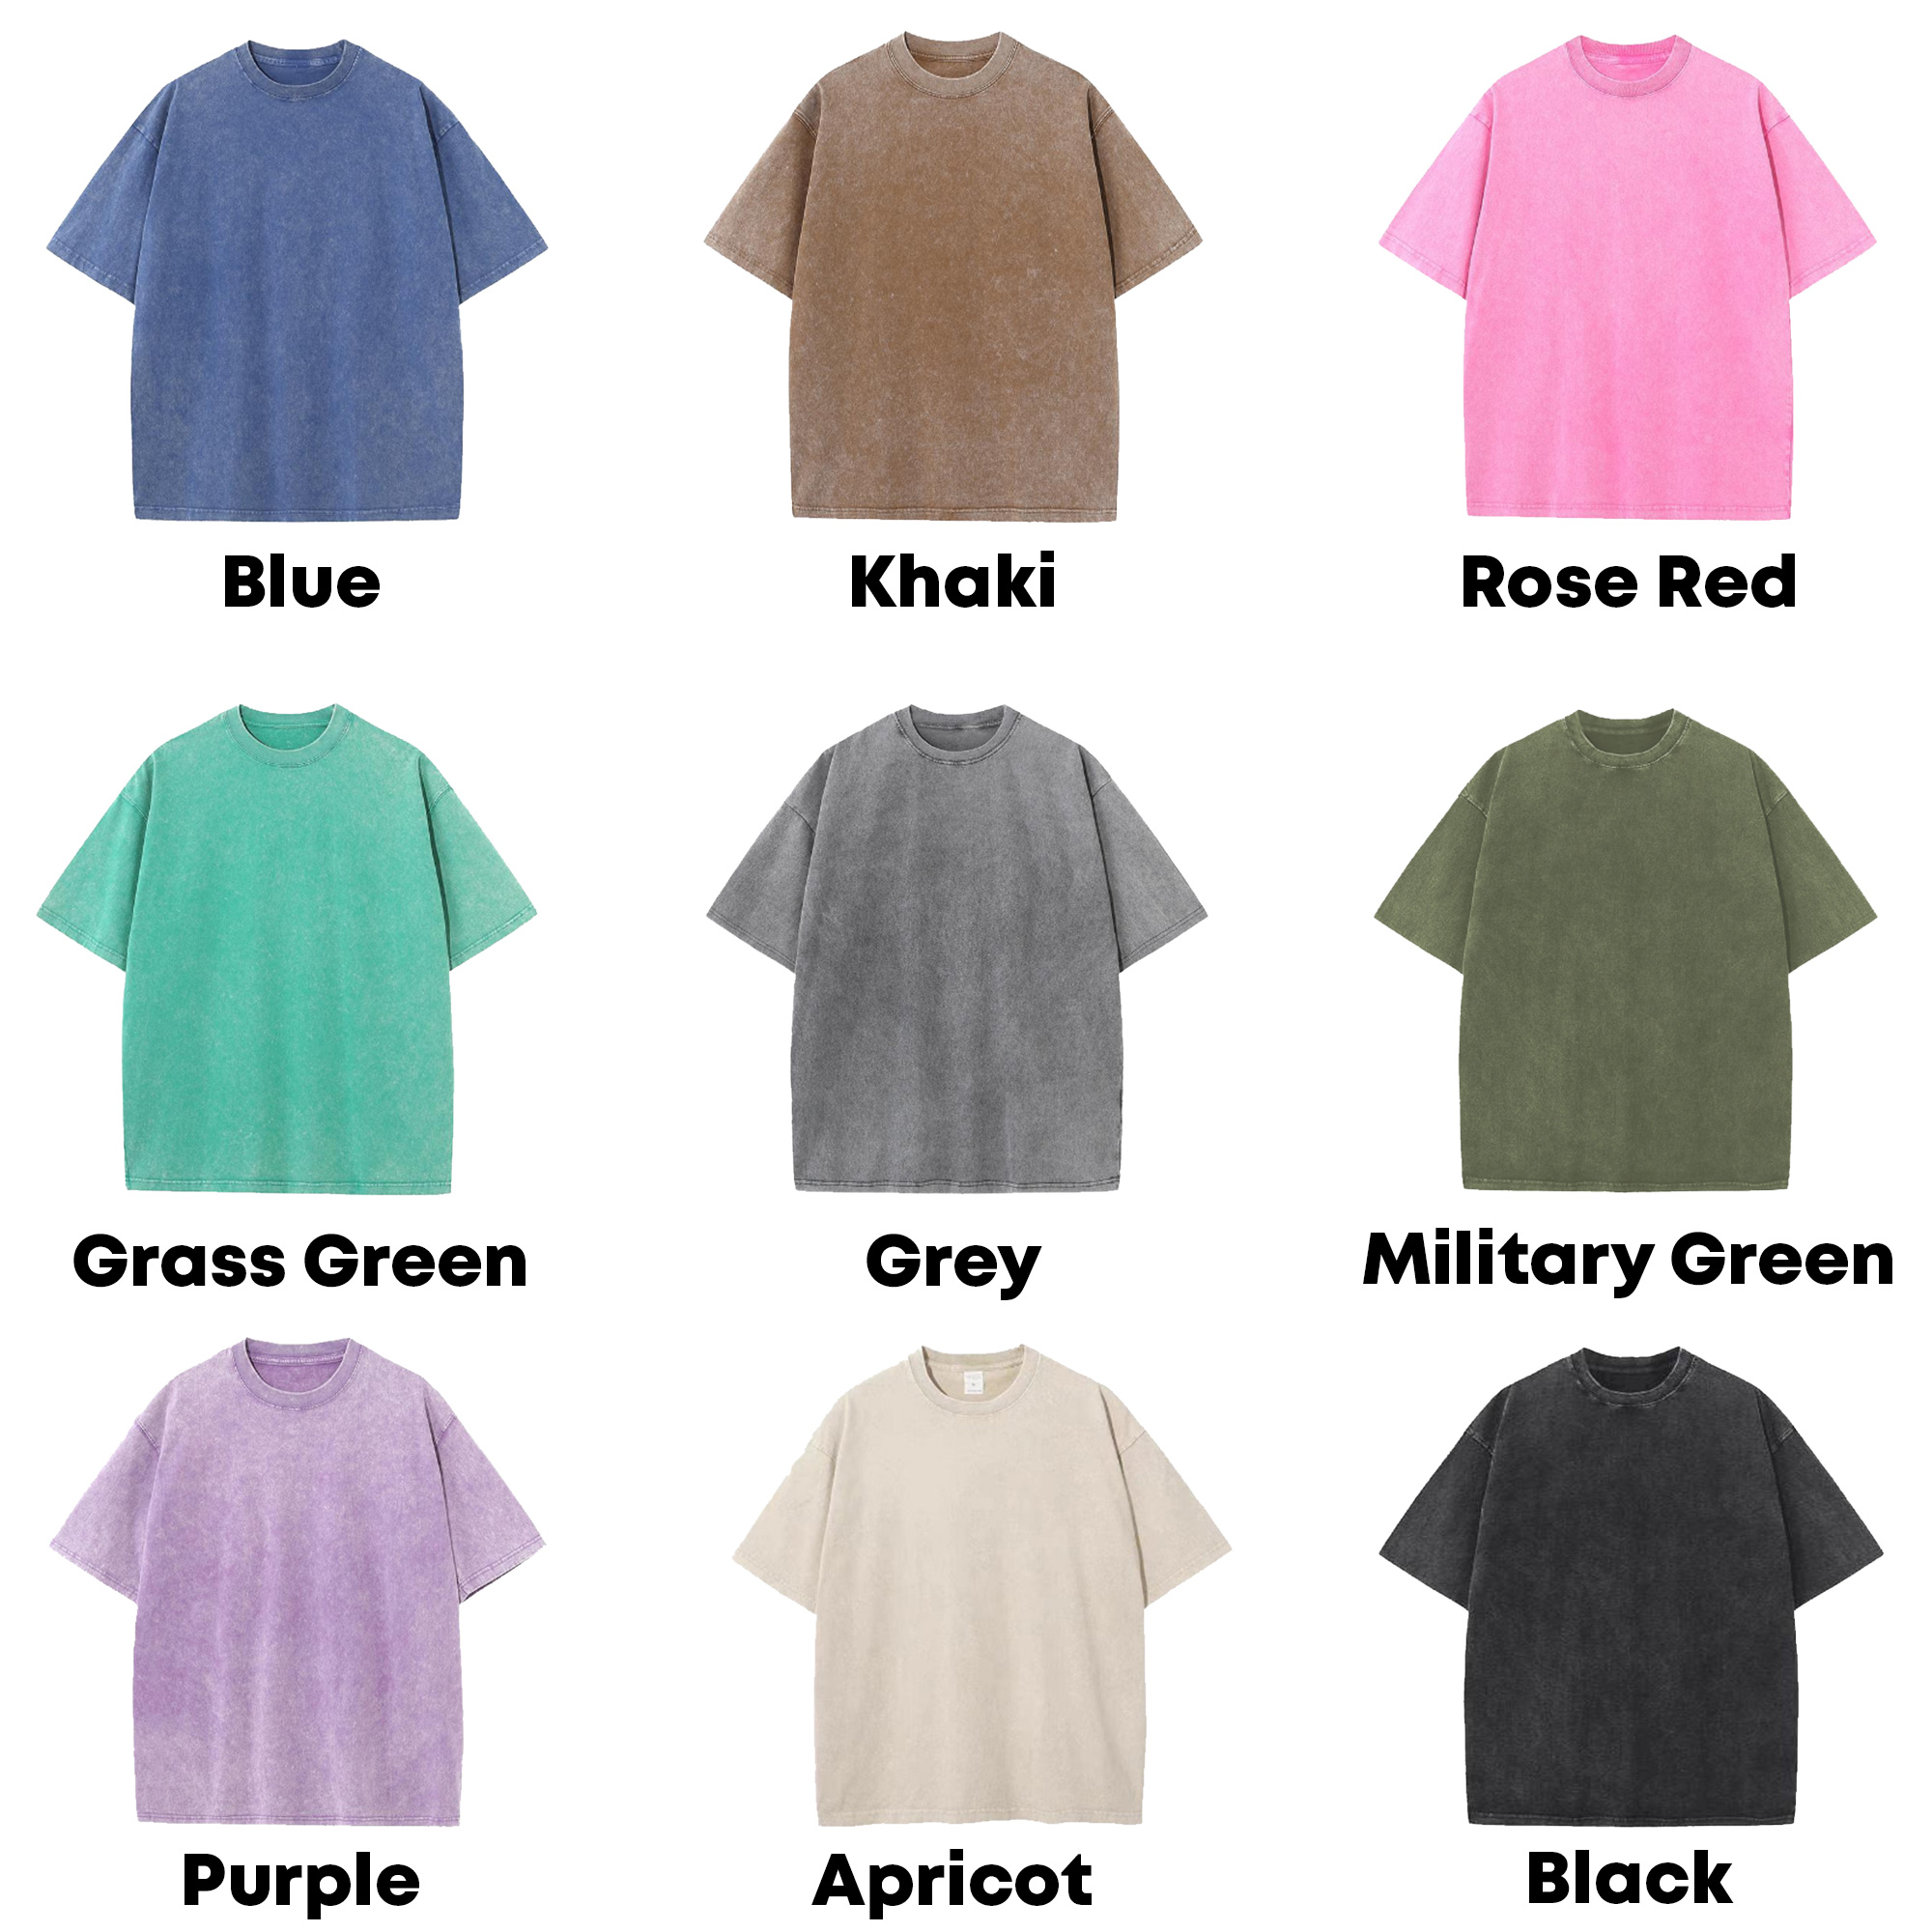 Blue
Khaki
Rose Red
Grass Green
Grey
Military Green
Purple
Apricot
Black